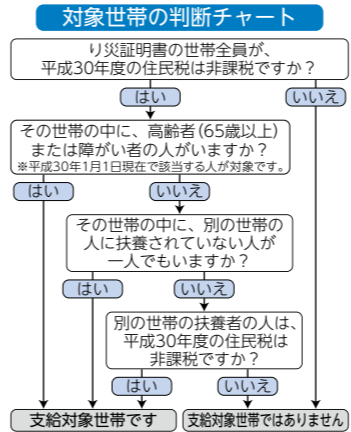 対象世帯の判断チャート
り災証明書の世帯全員が、
平成30年度の住民税は非課税ですか？
はい
いいえ
その世帯の中に、高齢者（65歳以上）
または障がい者の人がいますか？
※平成30年1月1日現在で該当する人が対象です。
はい
いいえ
その世帯の中に、別の世帯の
人に扶養されていない人が
一人でもいますか？
はい
いいえ
別の世帯の扶養者の人は、
平成30年度の住民税は
非課税ですか？
はい
いいえ
支給対象世帯です
支給対象世帯ではありません